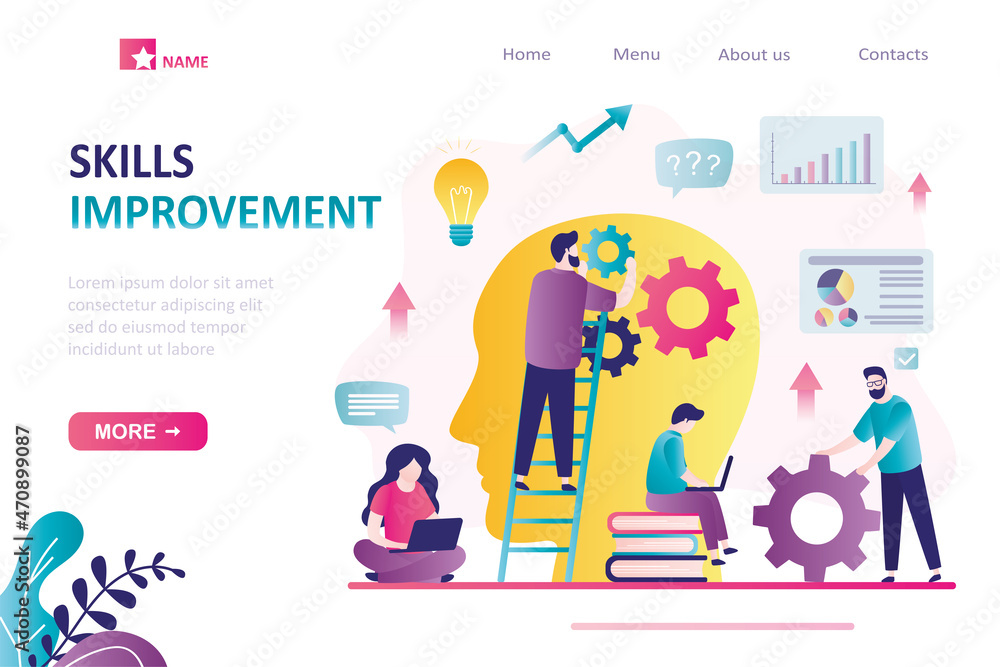 NAME
Home
Menu
About us
Contacts
SKILLS
IMPROVEMENT
Lorem ipsum dolor sit amet
consectetur adipiscing elit
sed do eiusmod tempor
incididunt ut labore
MORE →
???
Adobe Stock | #470899087